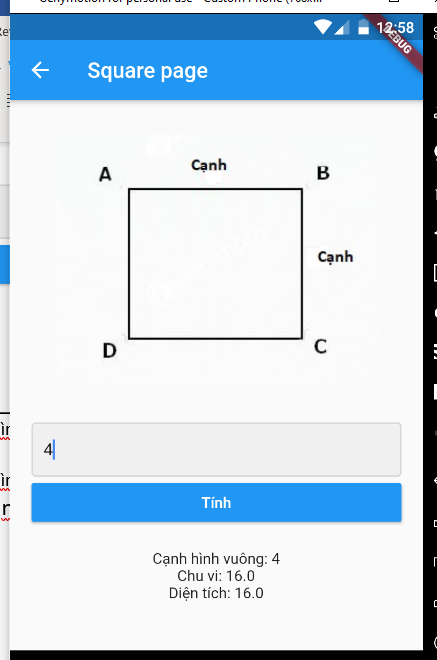 Genymotion for personal use - Custom Phone (768x...
12:58
DEBUG
Square page
A
Cạnh
B
Cạnh
D
C
4
Tính
Cạnh hình vuông: 4
Chu vi: 16.0
Diện tích: 16.0